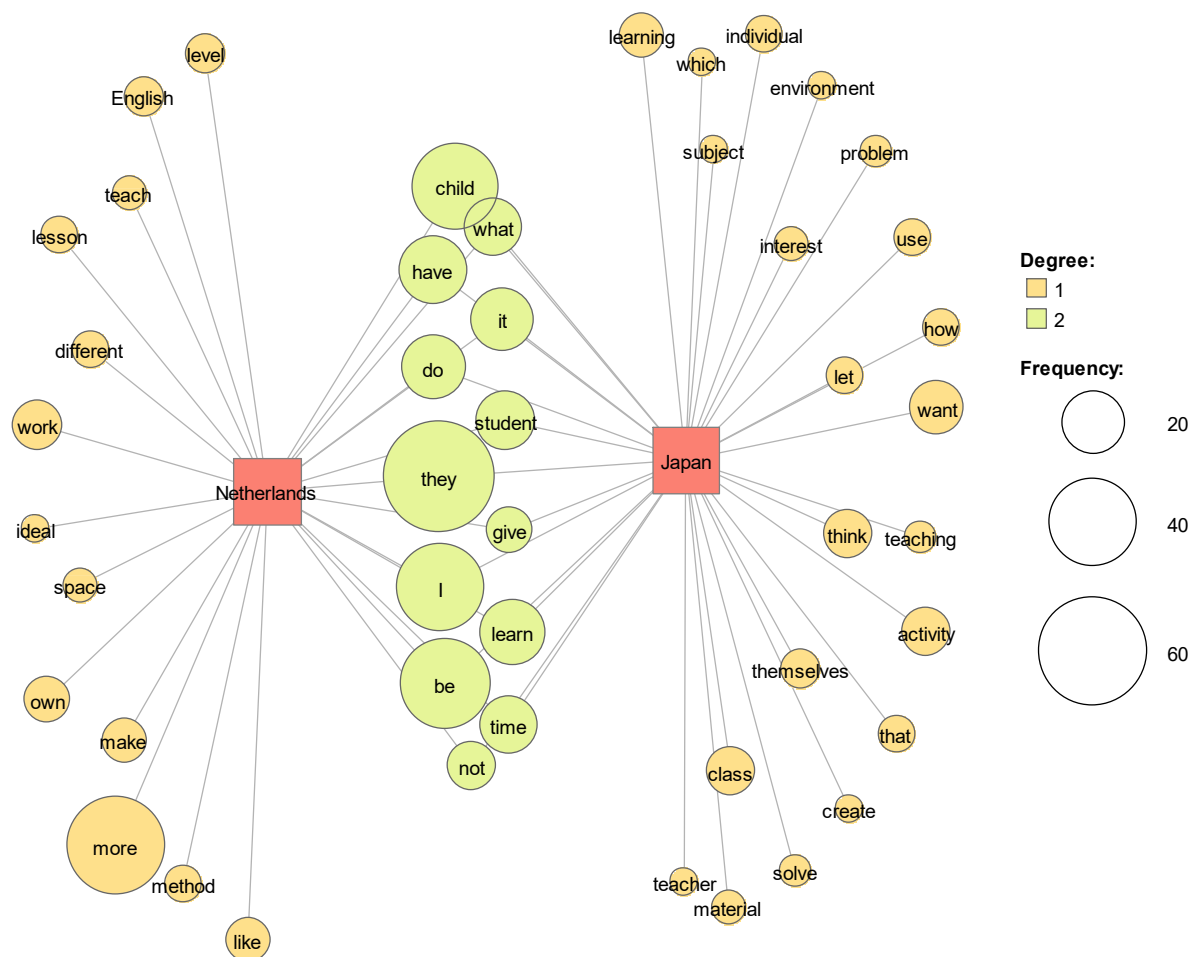 level
English
teach
lesson
different
work
Netherlands
ideal
space
own
make
more
method
like
child
what
have
it
do
student
they
give
I
learn
be
time
not
learning
individual
which
environment
subject
problem
interest
use
how
let
want
Japan
think
teaching
activity
themselves
that
class
create
solve
teacher
material
Degree:
1
2
Frequency:
20
40
60